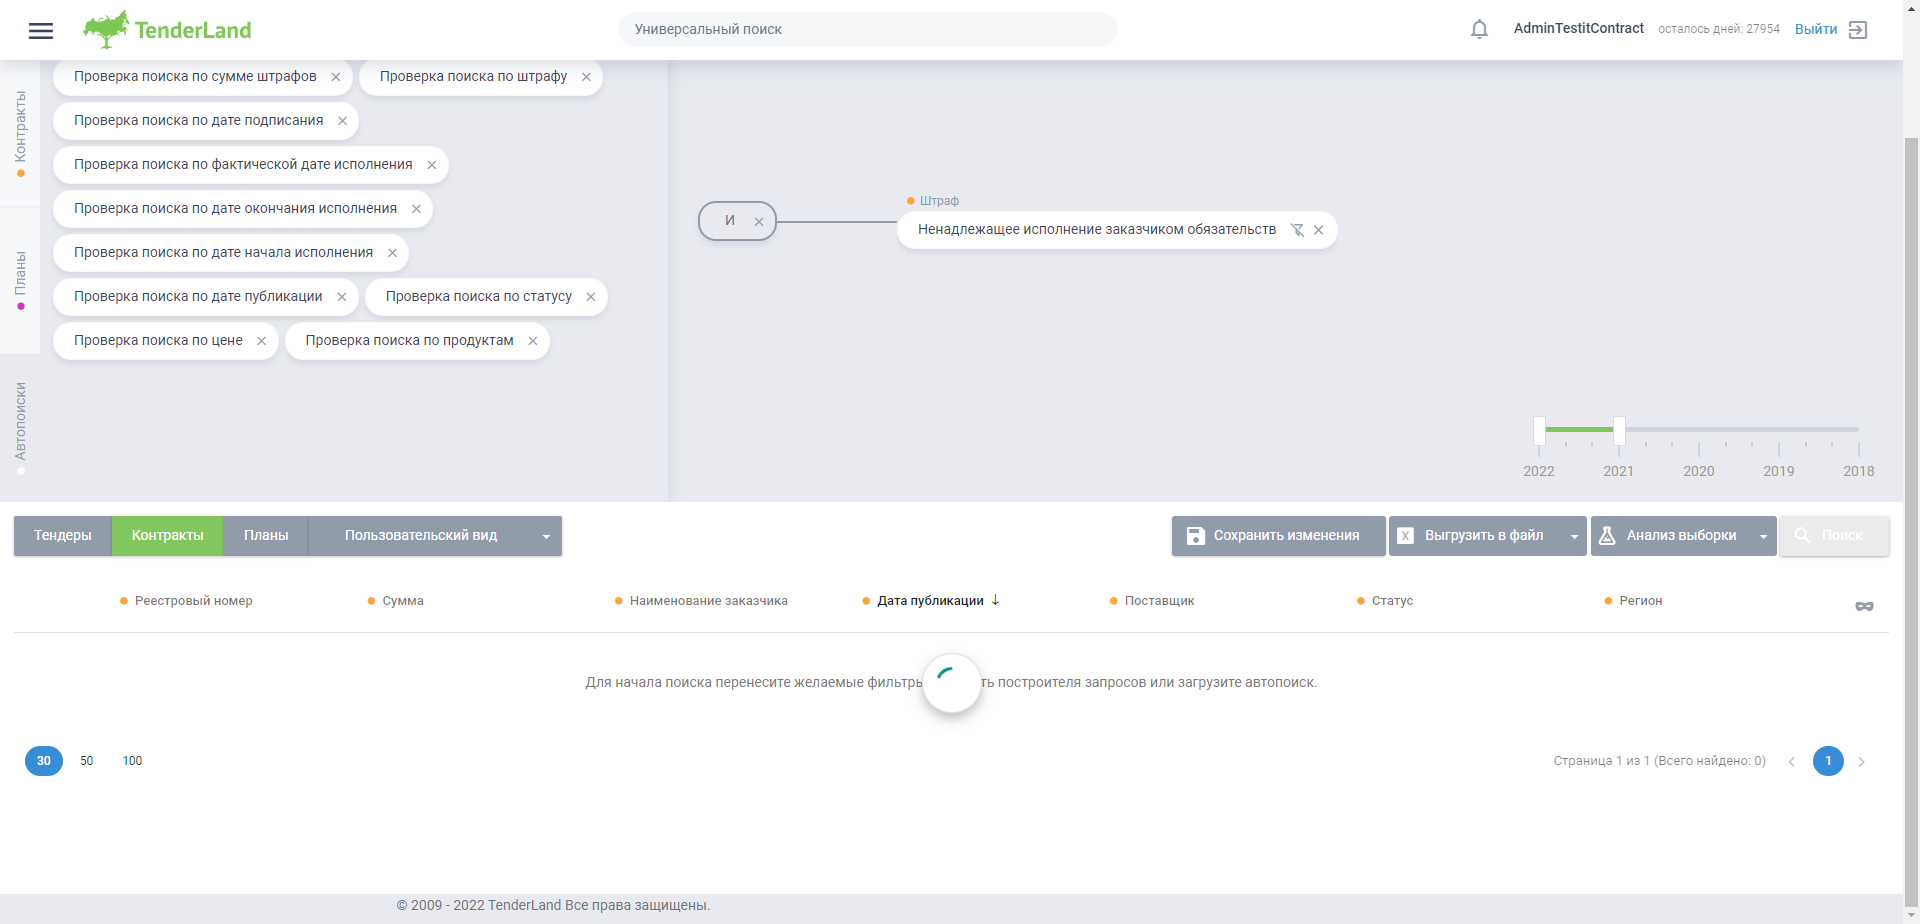 TenderLand
Универсальный поиск
AdminTestitContract
осталось дней: 27954
Выйти
Контракты
Планы
Автопоиски
Проверка поиска по сумме штрафов
Проверка поиска по штрафу
Проверка поиска по дате подписания
Проверка поиска по фактической дате исполнения
Проверка поиска по дате окончания исполнения
Проверка поиска по дате начала исполнения
Проверка поиска по дате публикации
Проверка поиска по статусу
Проверка поиска по цене
Проверка поиска по продуктам
И
Штраф
Ненадлежащее исполнение заказчиком обязательств
2022 2021 2020 2019 2018
Тендеры
Контракты
Планы
Пользовательский вид
Сохранить изменения
X Выгрузить в файл
Анализ выборки
Поиск
Реестровый номер
Сумма
Наименование заказчика
Дата публикации
Поставщик
Статус
Регион
Для начала поиска перенесите желаемые построителя запросов или загрузите автопоиск.
30 50 100
Страница 1 из 1 (Всего найдено: 0)
1
© 2009 - 2022 TenderLand Все права защищены.